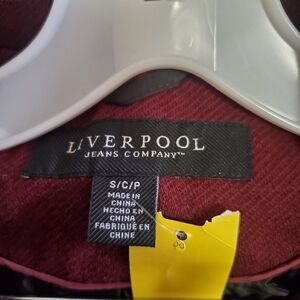 LIVERPOOL
JEANS COMPANY™
S/C/P
MADE IN
CHINA
HECHO EN
CHINA
FABRIQUÉ EN
CHINE